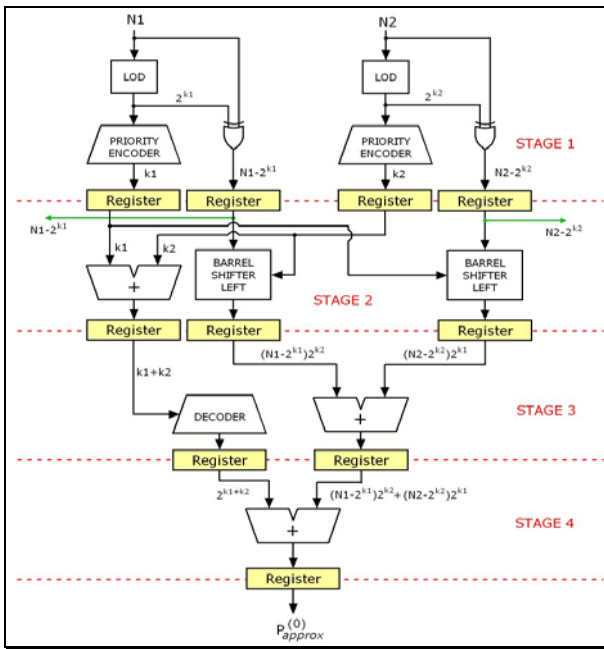 N1 N2
LOD LOD
2^k1 2^k2
PRIORITY ENCODER PRIORITY ENCODER STAGE 1
k1 N1-2^k1 k2 N2-2^k2
Register Register Register Register
N1-2^k1 N2-2^k2
k1 k2 BARREL SHIFTER LEFT BARREL SHIFTER LEFT
+ STAGE 2
Register Register Register
(N1-2^k1)2^k2 (N2-2^k2)2^k1
k1+k2
DECODER + STAGE 3
Register Register
2^k1+k2 (N1-2^k1)2^k2+(N2-2^k2)2^k1
+ STAGE 4
Register
P_approx^(0)